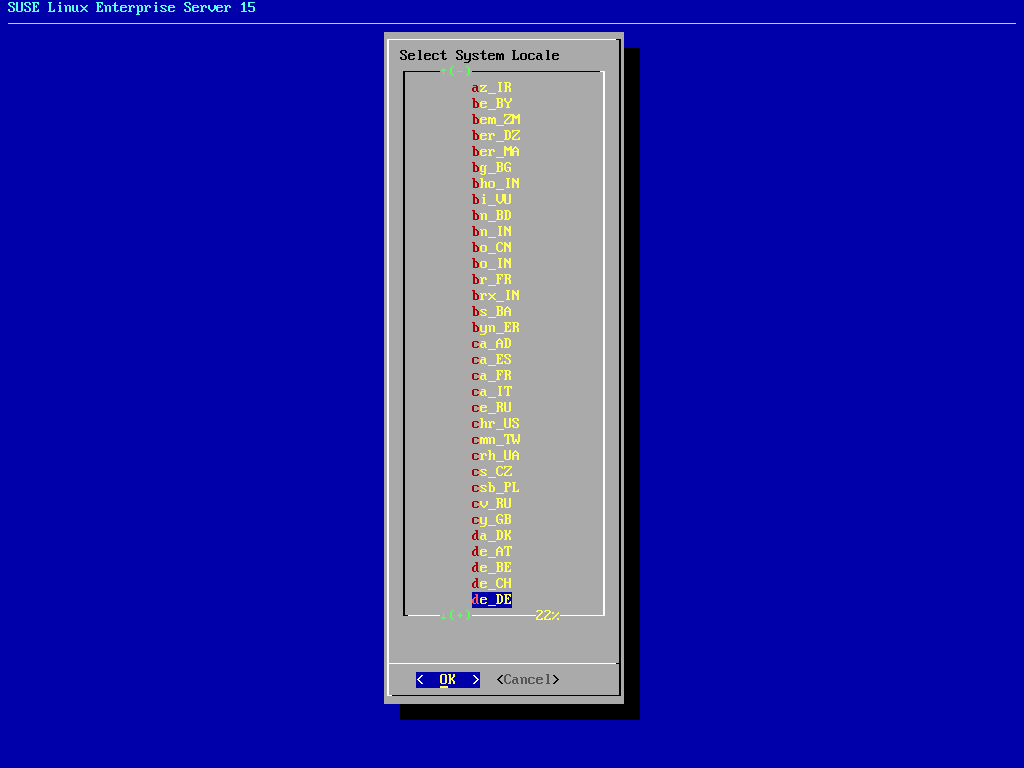 SUSE Linux Enterprise Server 15
Select System Locale
↑(-)
az_IR
be_BY
bem_ZM
ber_DZ
ber_MA
bg_BG
bho_IN
bi_VU
bn_BD
bn_IN
bo_CN
bo_IN
br_FR
brx_IN
bs_BA
byn_ER
ca_AD
ca_ES
ca_FR
ca_IT
ce_RU
chr_US
cmn_TW
crh_UA
cs_CZ
csb_PL
cv_RU
cy_GB
da_DK
de_AT
de_BE
de_CH
de_DE
↓(+) 22%
< OK > <Cancel>